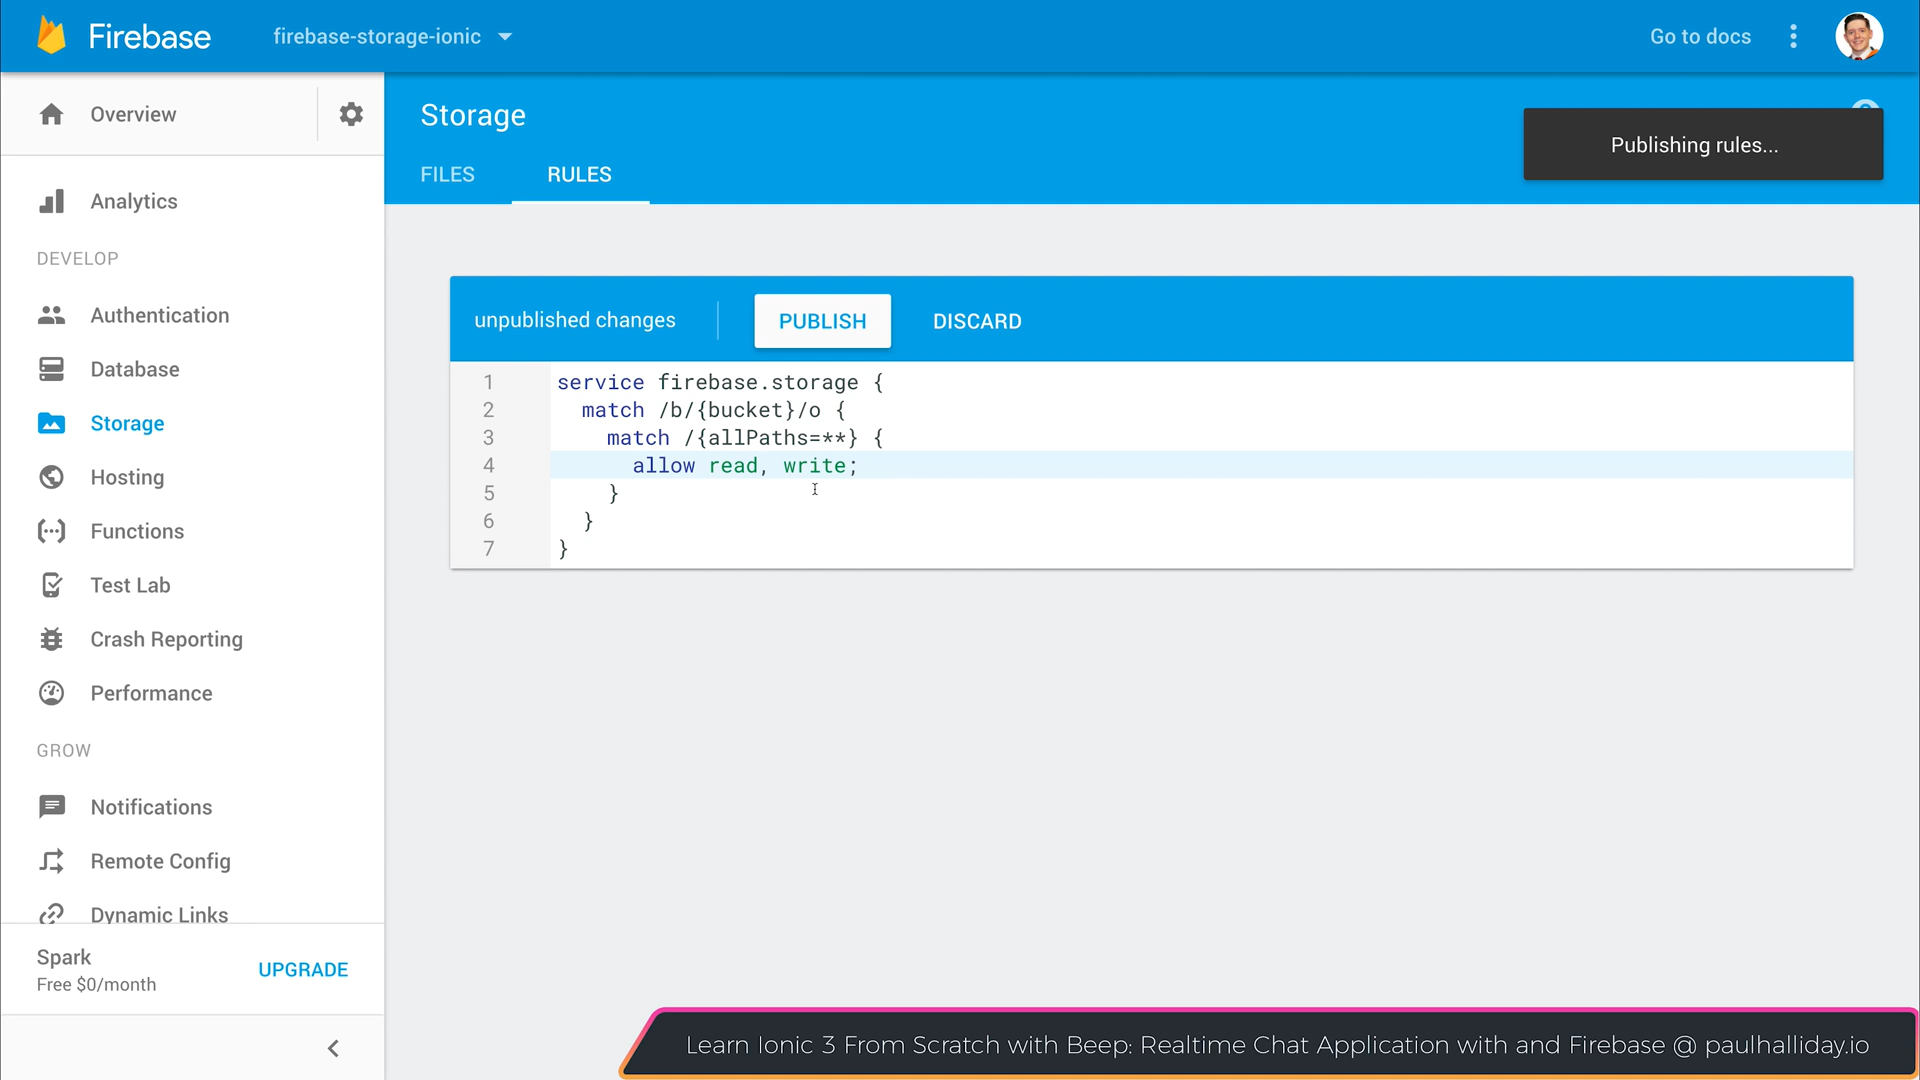 Firebase
firebase-storage-ionic
Go to docs
Overview
Storage
Publishing rules...
FILES
RULES
Analytics
DEVELOP
Authentication
Database
Storage
Hosting
Functions
Test Lab
Crash Reporting
Performance
GROW
Notifications
Remote Config
Dynamic Links
Spark
Free $0/month
UPGRADE
unpublished changes
PUBLISH
DISCARD
1 service firebase.storage {
2 match /b/{bucket}/o {
3 match /{allPaths=**} {
4 allow read, write;
5 }
6 }
7 }
Learn Ionic 3 From Scratch with Beep: Realtime Chat Application with and Firebase @ paulhalliday.io